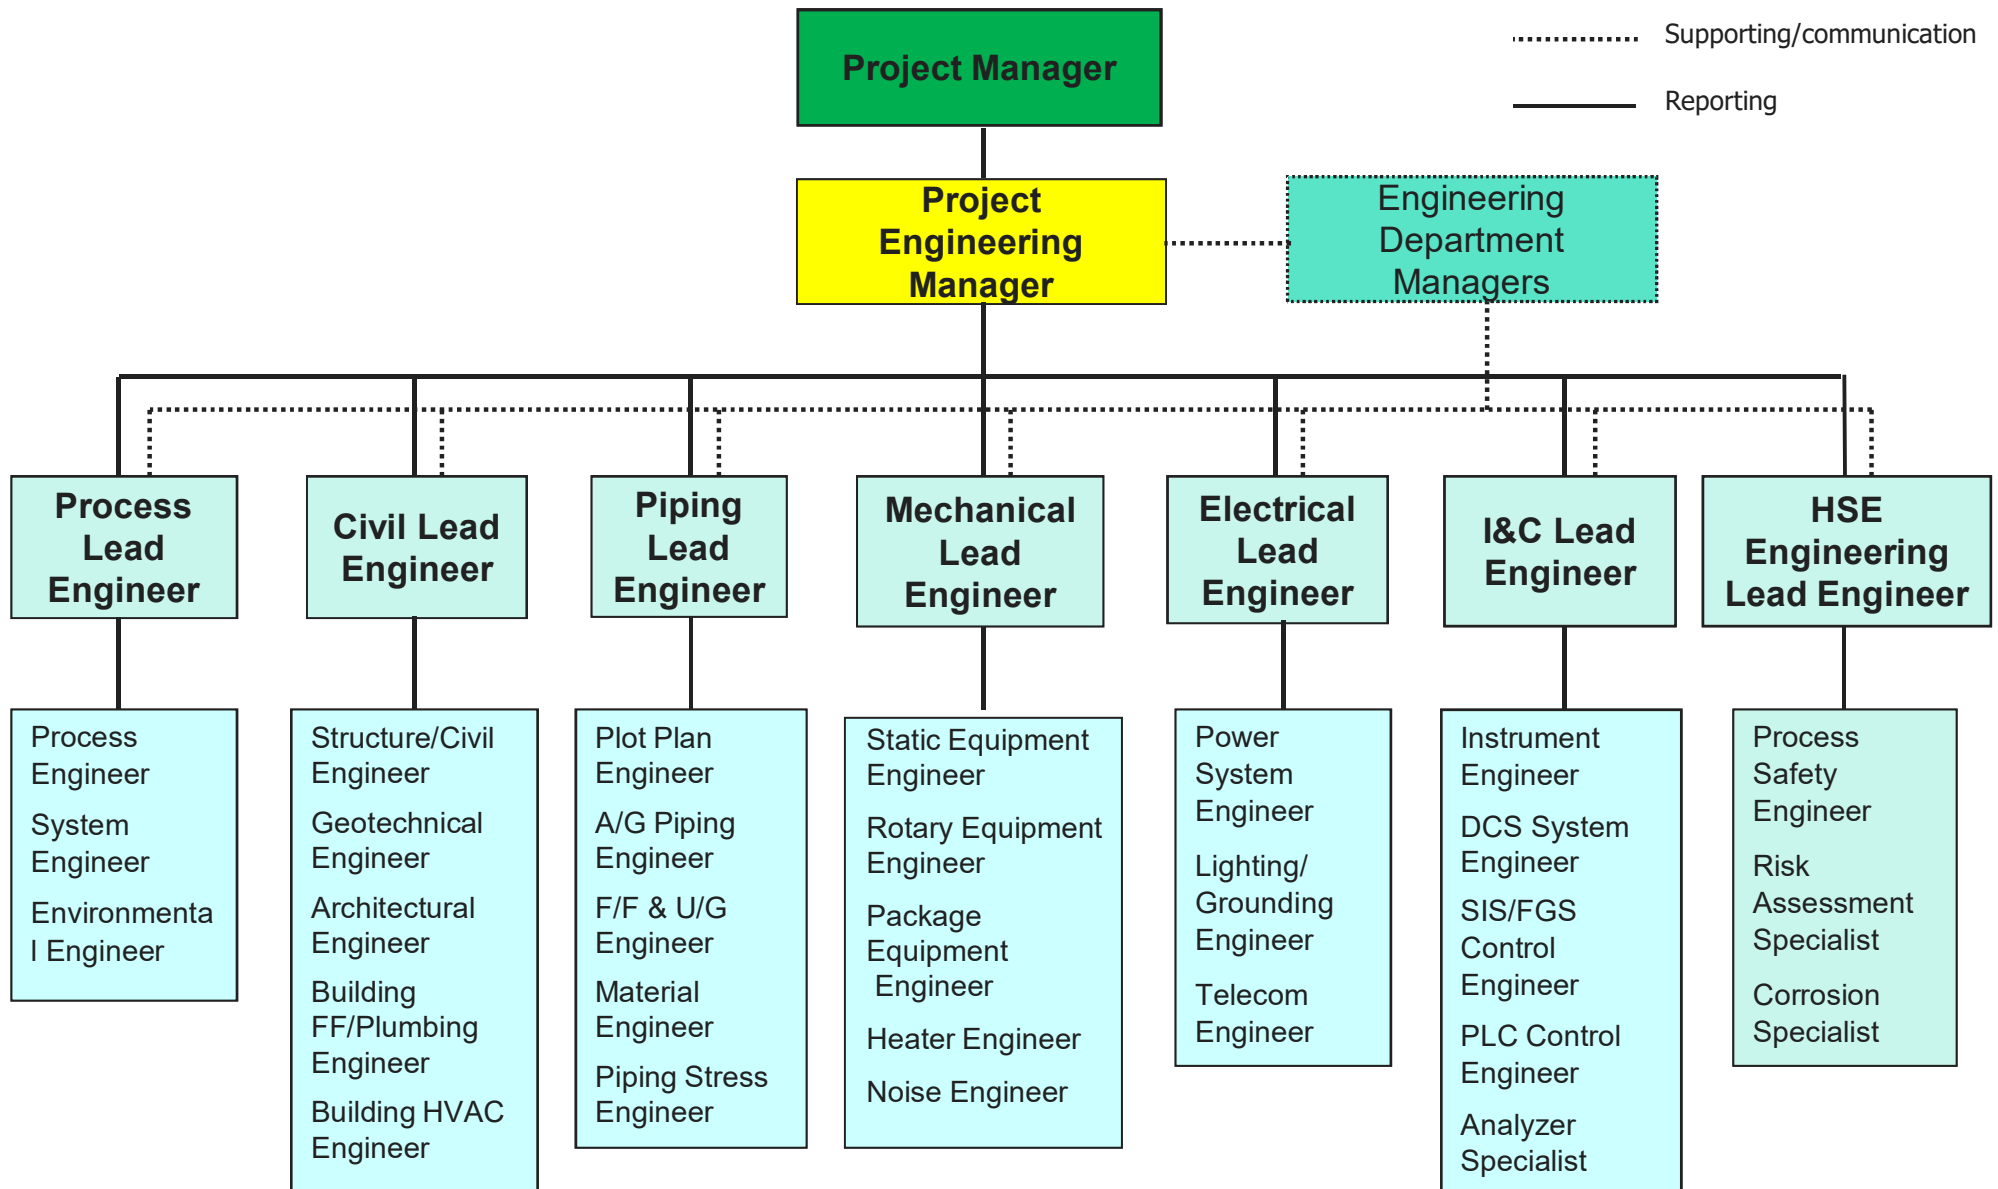 Project Manager
Supporting/communication
Reporting
Project
Engineering
Manager
Engineering
Department
Managers
Process
Lead
Engineer
Civil Lead
Engineer
Piping
Lead
Engineer
Mechanical
Lead
Engineer
Electrical
Lead
Engineer
I&C Lead
Engineer
HSE
Engineering
Lead Engineer
Process
Engineer
System
Engineer
Environmenta
l Engineer
Structure/Civil
Engineer
Geotechnical
Engineer
Architectural
Engineer
Building
FF/Plumbing
Engineer
Building HVAC
Engineer
Plot Plan
Engineer
A/G Piping
Engineer
F/F & U/G
Engineer
Material
Engineer
Piping Stress
Engineer
Static Equipment
Engineer
Rotary Equipment
Engineer
Package
Equipment
Engineer
Heater Engineer
Noise Engineer
Power
System
Engineer
Lighting/
Grounding
Engineer
Telecom
Engineer
Instrument
Engineer
DCS System
Engineer
SIS/FGS
Control
Engineer
PLC Control
Engineer
Analyzer
Specialist
Process
Safety
Engineer
Risk
Assessment
Specialist
Corrosion
Specialist